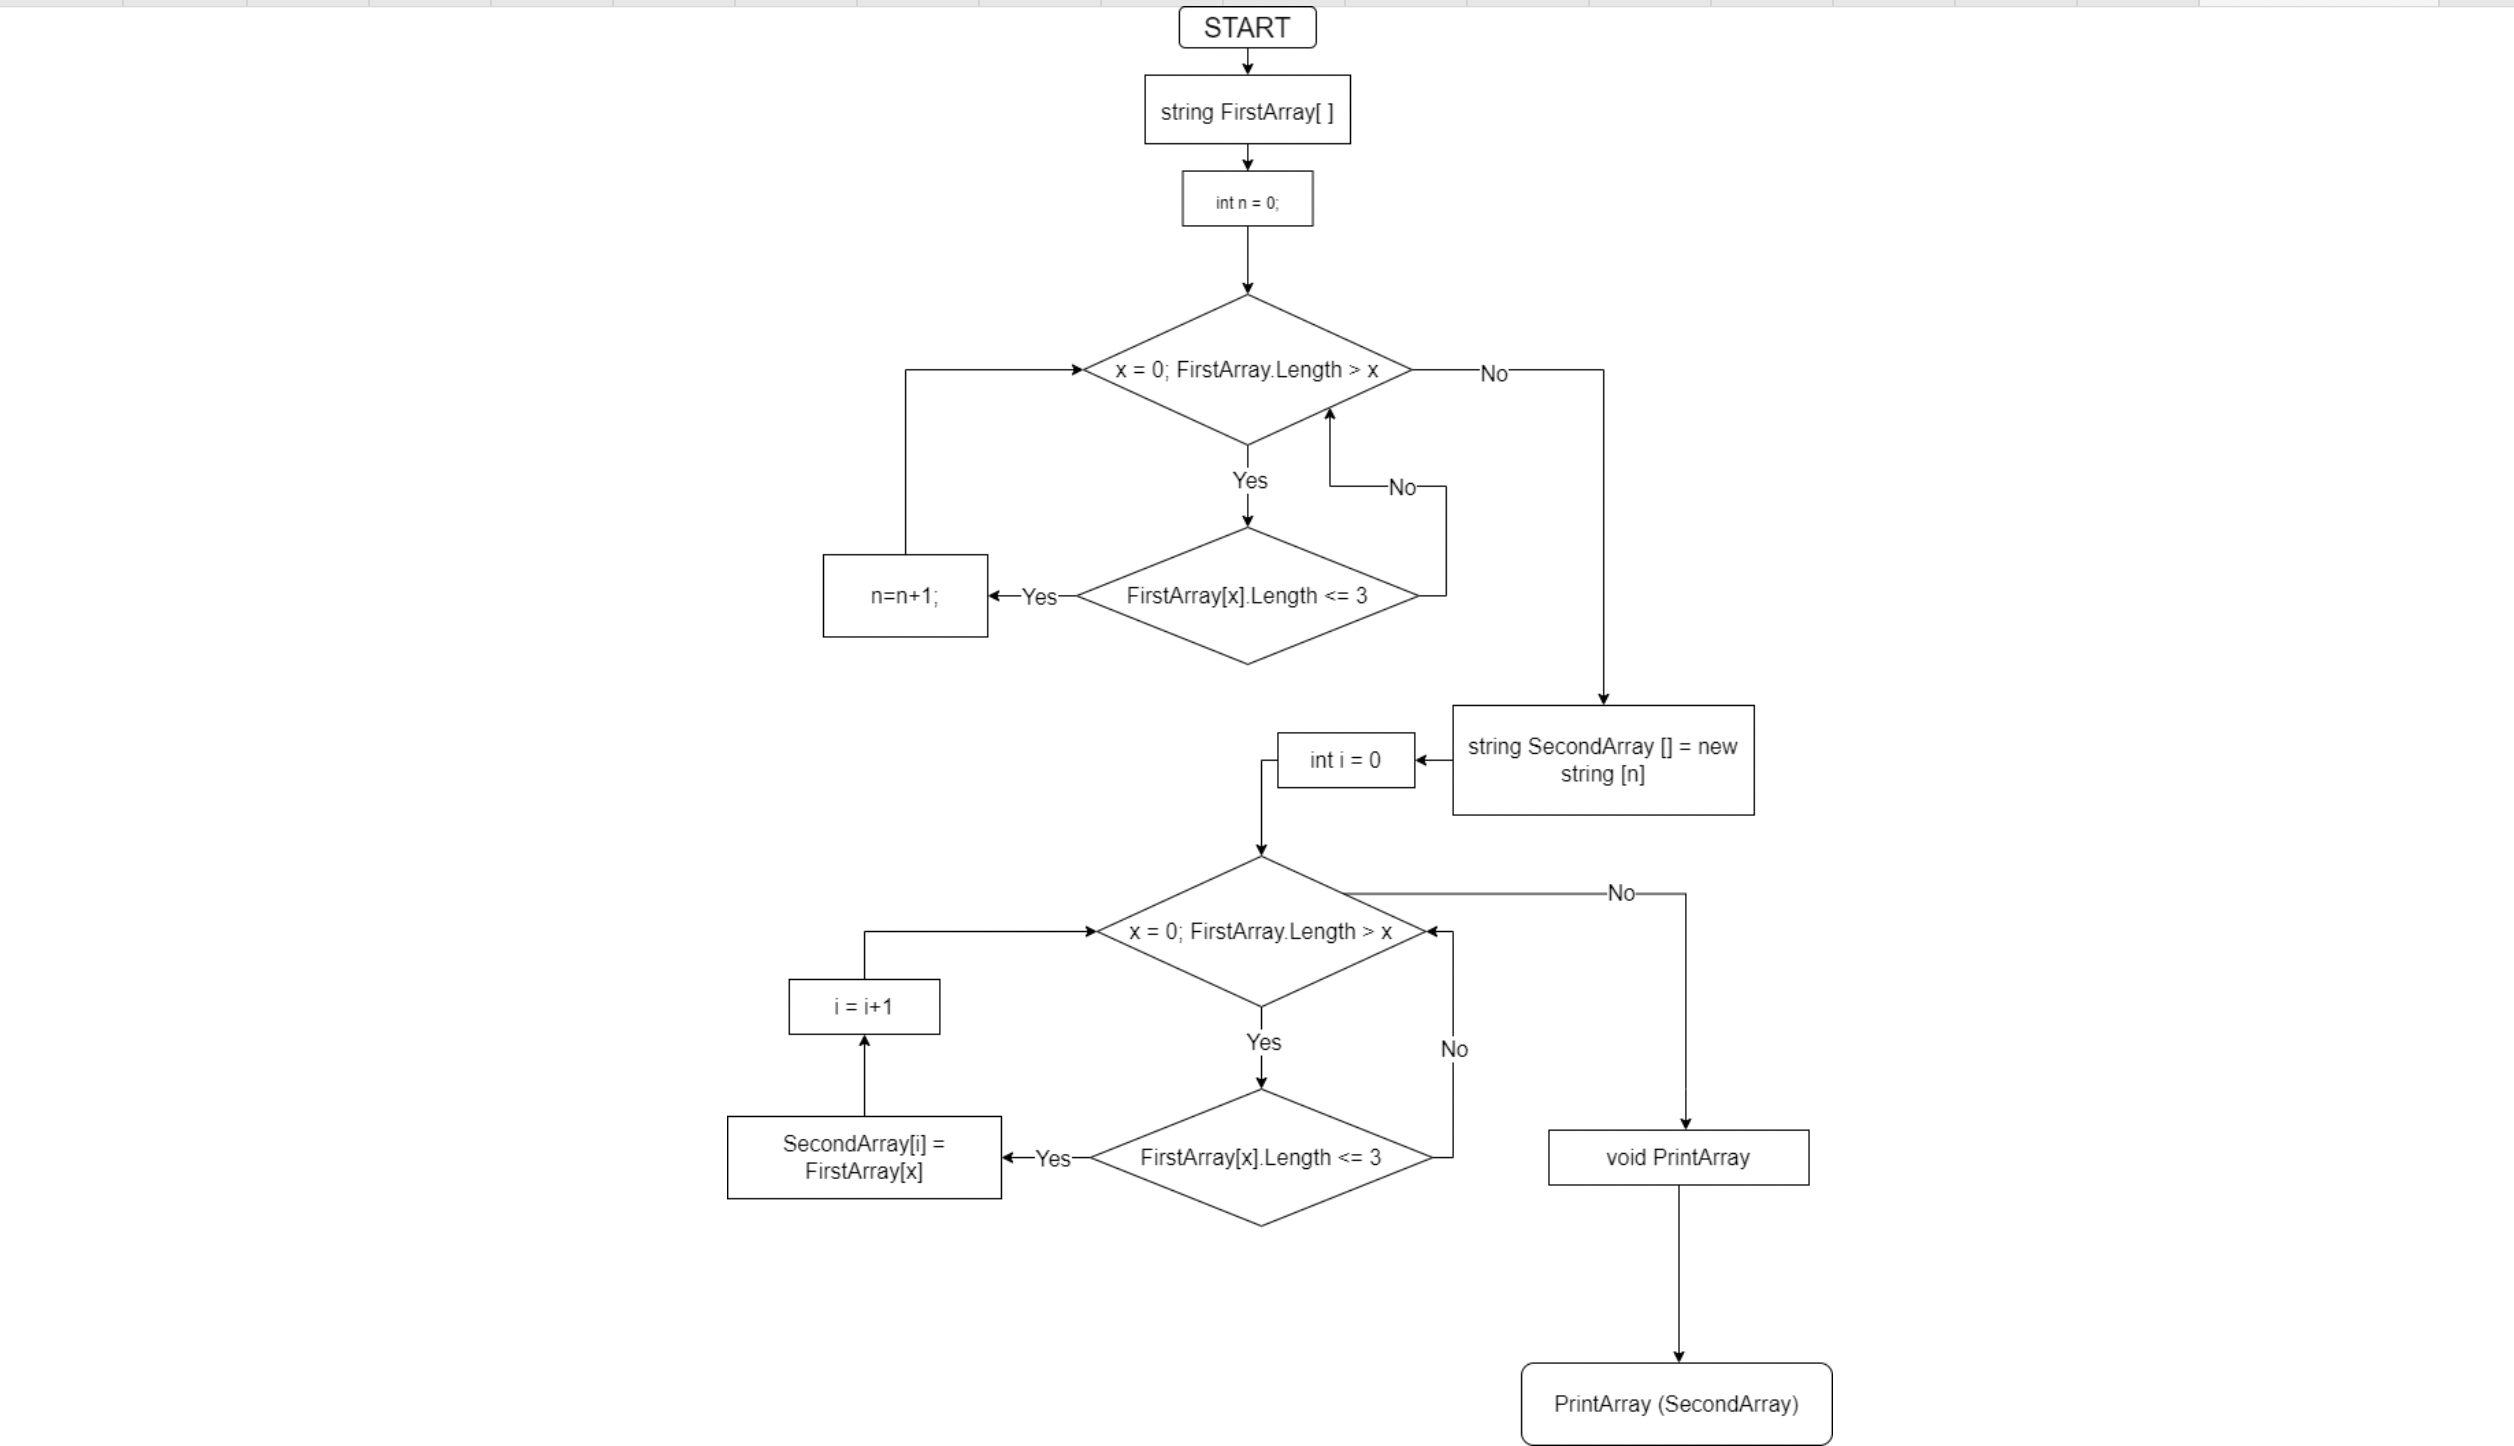 START
string FirstArray[ ]
int n = 0;
x = 0; FirstArray.Length > x
No
Yes
No
n=n+1;
Yes
FirstArray[x].Length <= 3
string SecondArray [] = new
string [n]
int i = 0
No
x = 0; FirstArray.Length > x
i = i+1
Yes
No
SecondArray[i] =
FirstArray[x]
Yes
FirstArray[x].Length <= 3
void PrintArray
PrintArray (SecondArray)